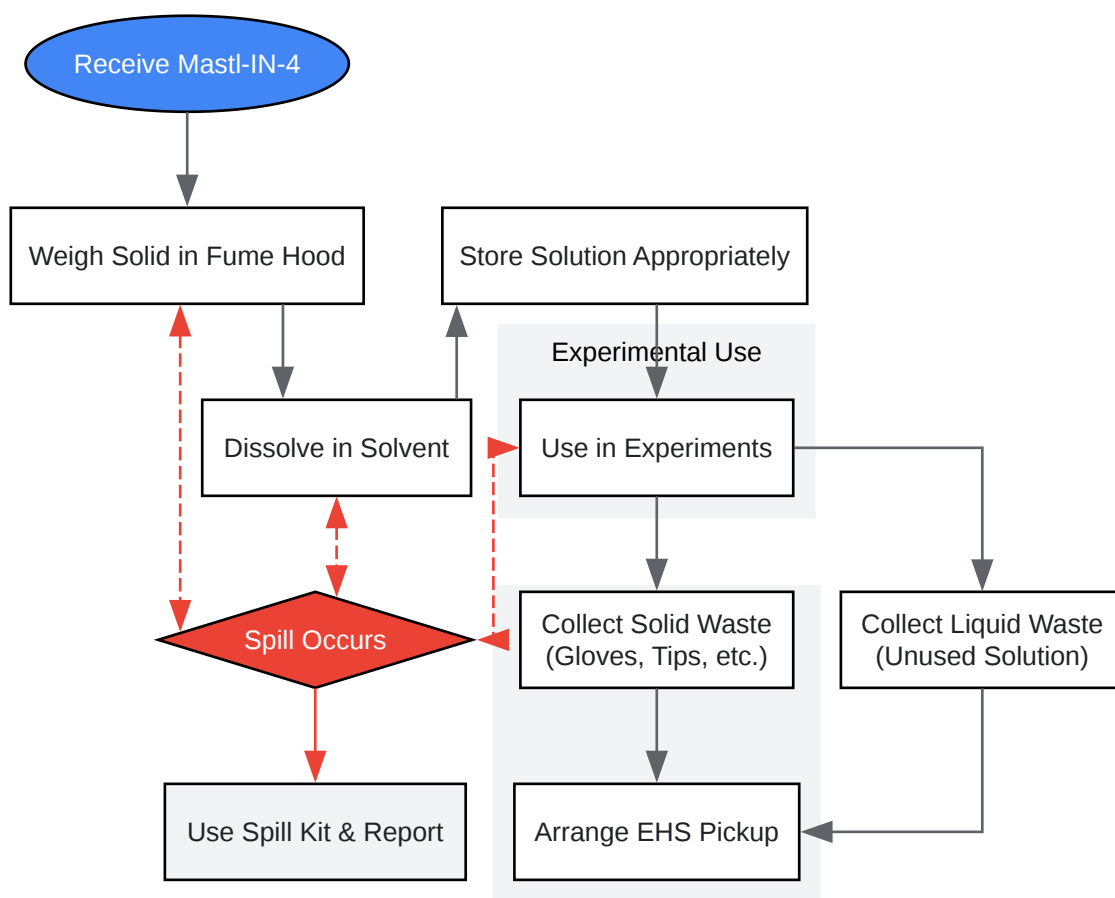 Receive Mastl-IN-4
Weigh Solid in Fume Hood
Store Solution Appropriately
Experimental Use
Dissolve in Solvent
Use in Experiments
Spill Occurs
Collect Solid Waste
(Gloves, Tips, etc.)
Collect Liquid Waste
(Unused Solution)
Use Spill Kit & Report
Arrange EHS Pickup